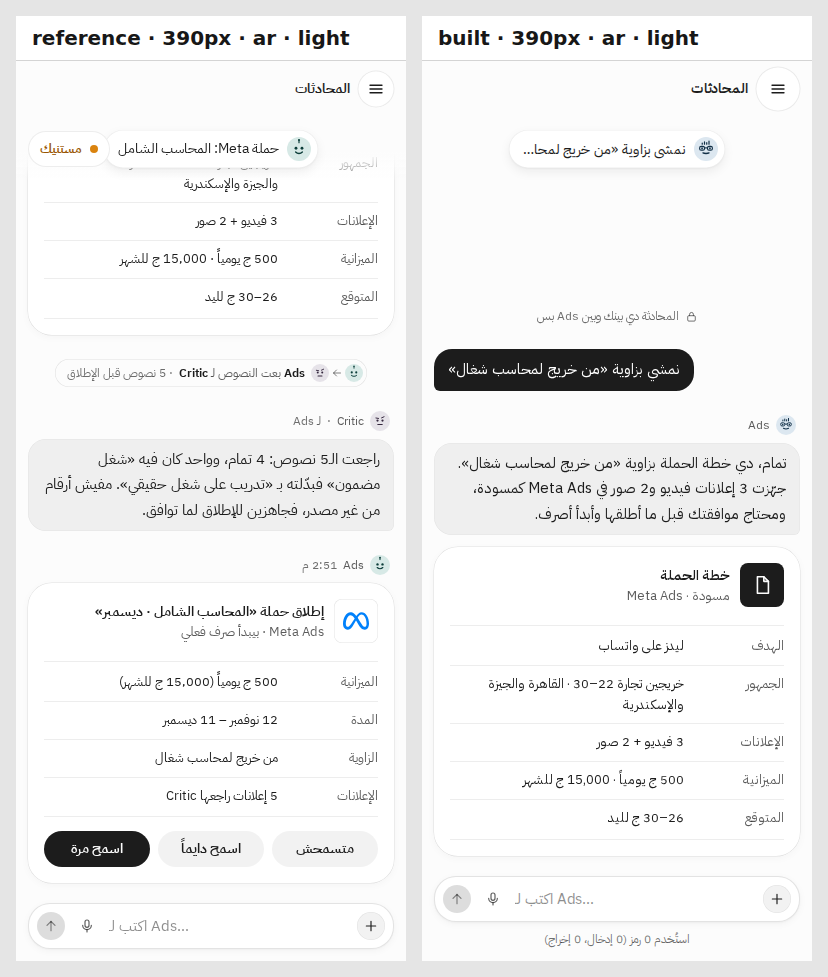 reference · 390px · ar · light
المحادثات
حملة Meta: المحاسب الشامل
مستنيك
الجمهور
والجيزة والإسكندرية
الإعلانات 3 فيديو + 2 صور
الميزانية 500 ج يومياً · 15,000 ج للشهر
المتوقع 26–30 ج لليد
Ads بعت النصوص لـ Critic · 5 نصوص قبل الإطلاق
Critic · لـ Ads
راجعت الـ5 نصوص: 4 تمام، وواحد كان فيه «شغل
مضمون» فبدّلته بـ «تدريب على شغل حقيقي». مفيش أرقام
من غير مصدر، فجاهزين للإطلاق لما توافق.
Ads 2:51 م
إطلاق حملة «المحاسب الشامل · ديسمبر»
Meta Ads · بيبدأ صرف فعلي
الميزانية 500 ج يومياً (15,000 ج للشهر)
المدة 12 نوفمبر – 11 ديسمبر
الزاوية من خريج لمحاسب شغال
الإعلانات 5 إعلانات راجعها Critic
متسمحش
اسمح دايماً
اسمح مرة
اكتب لـ Ads...
built · 390px · ar · light
المحادثات
نمشي بزاوية «من خريج لمحا...
المحادثة دي بينك وبين Ads بس
نمشي بزاوية «من خريج لمحاسب شغال»
Ads
تمام، دي خطة الحملة بزاوية «من خريج لمحاسب شغال».
جهّزت 3 إعلانات فيديو و2 صور في Meta Ads كمسودة،
ومحتاج موافقتك قبل ما أطلقها وأبدأ أصرف.
خطة الحملة
مسودة · Meta Ads
الهدف ليدز على واتساب
الجمهور خريجين تجارة 22–30 · القاهرة والجيزة
والإسكندرية
الإعلانات 3 فيديو + 2 صور
الميزانية 500 ج يومياً · 15,000 ج للشهر
المتوقع 26–30 ج لليد
اكتب لـ Ads...
استُخدم 0 رمز (0 إدخال، 0 إخراج)